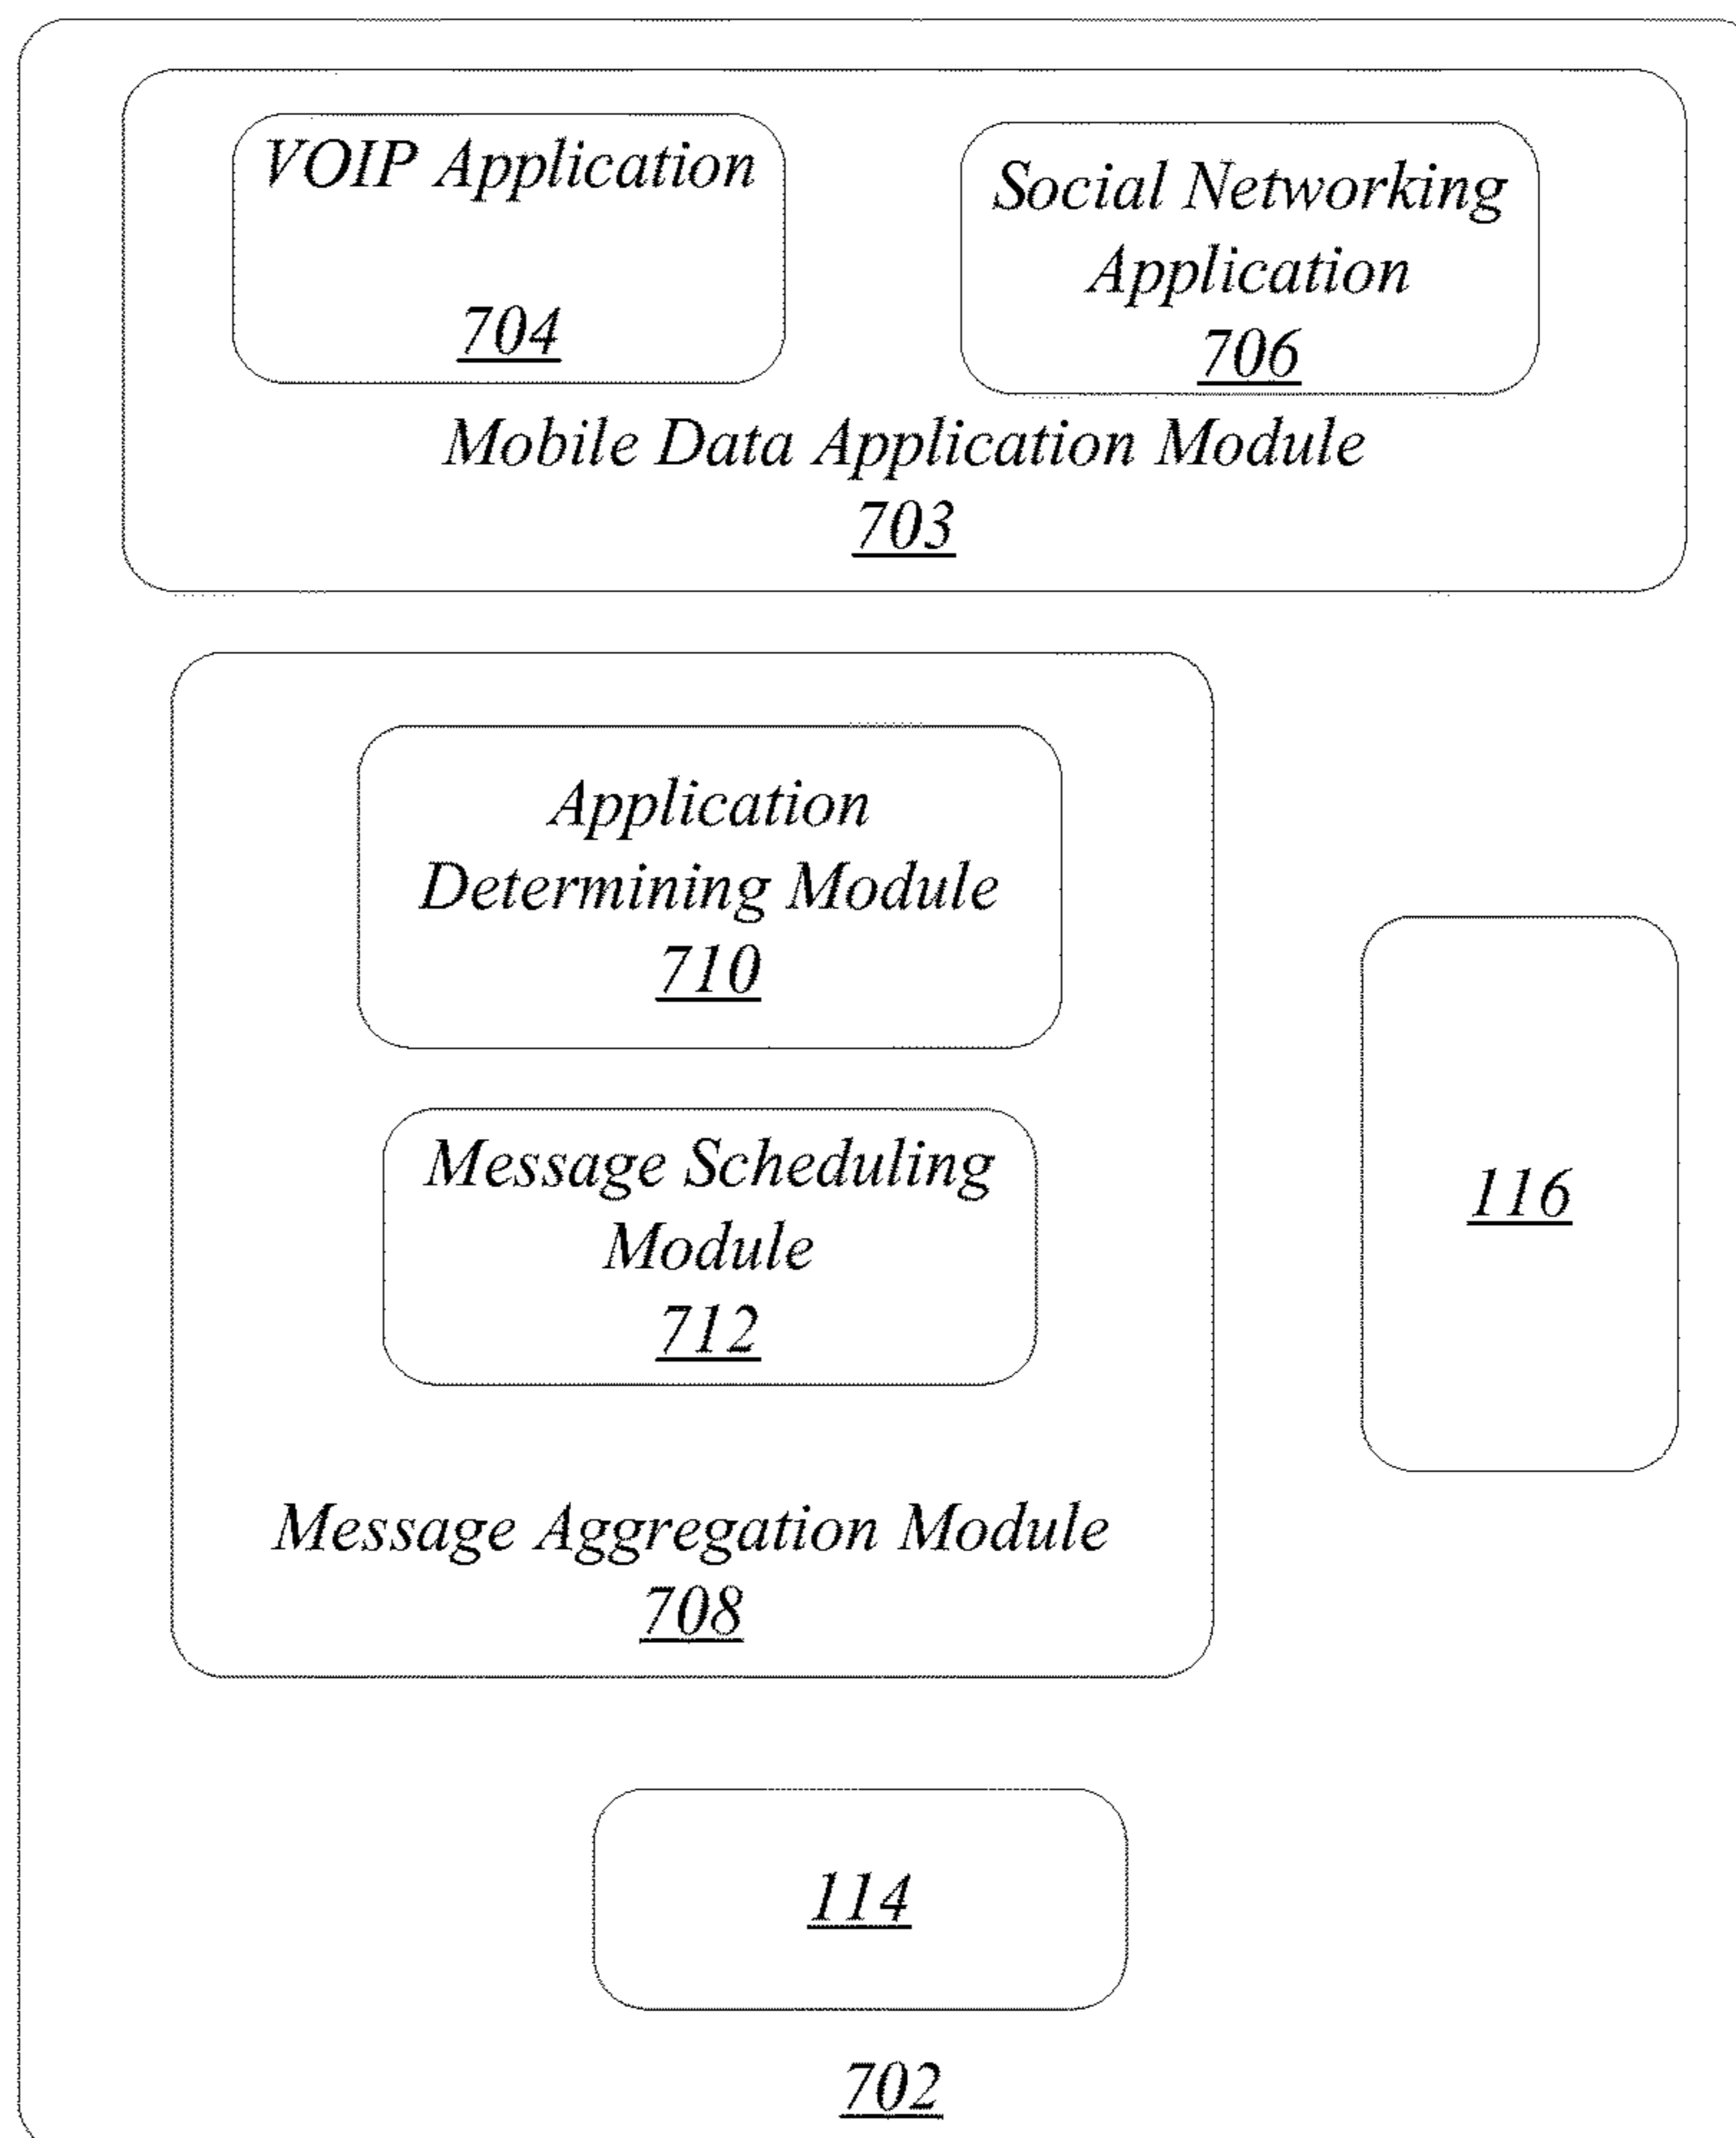 VOIP Application
704
Social Networking
Application
706
Mobile Data Application Module
703
Application
Determining Module
710
Message Scheduling
Module
712
Message Aggregation Module
708
116
114
702